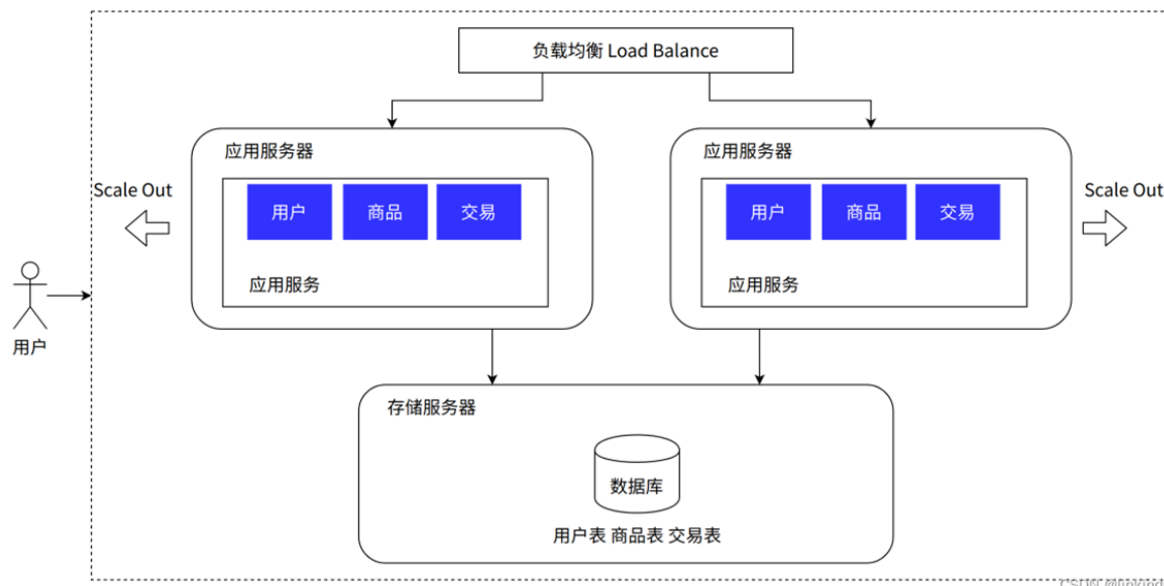 负载均衡 Load Balance
应用服务器
应用服务器
Scale Out
用户 商品 交易
用户 商品 交易
Scale Out
应用服务
应用服务
用户
存储服务器
数据库
用户表 商品表 交易表